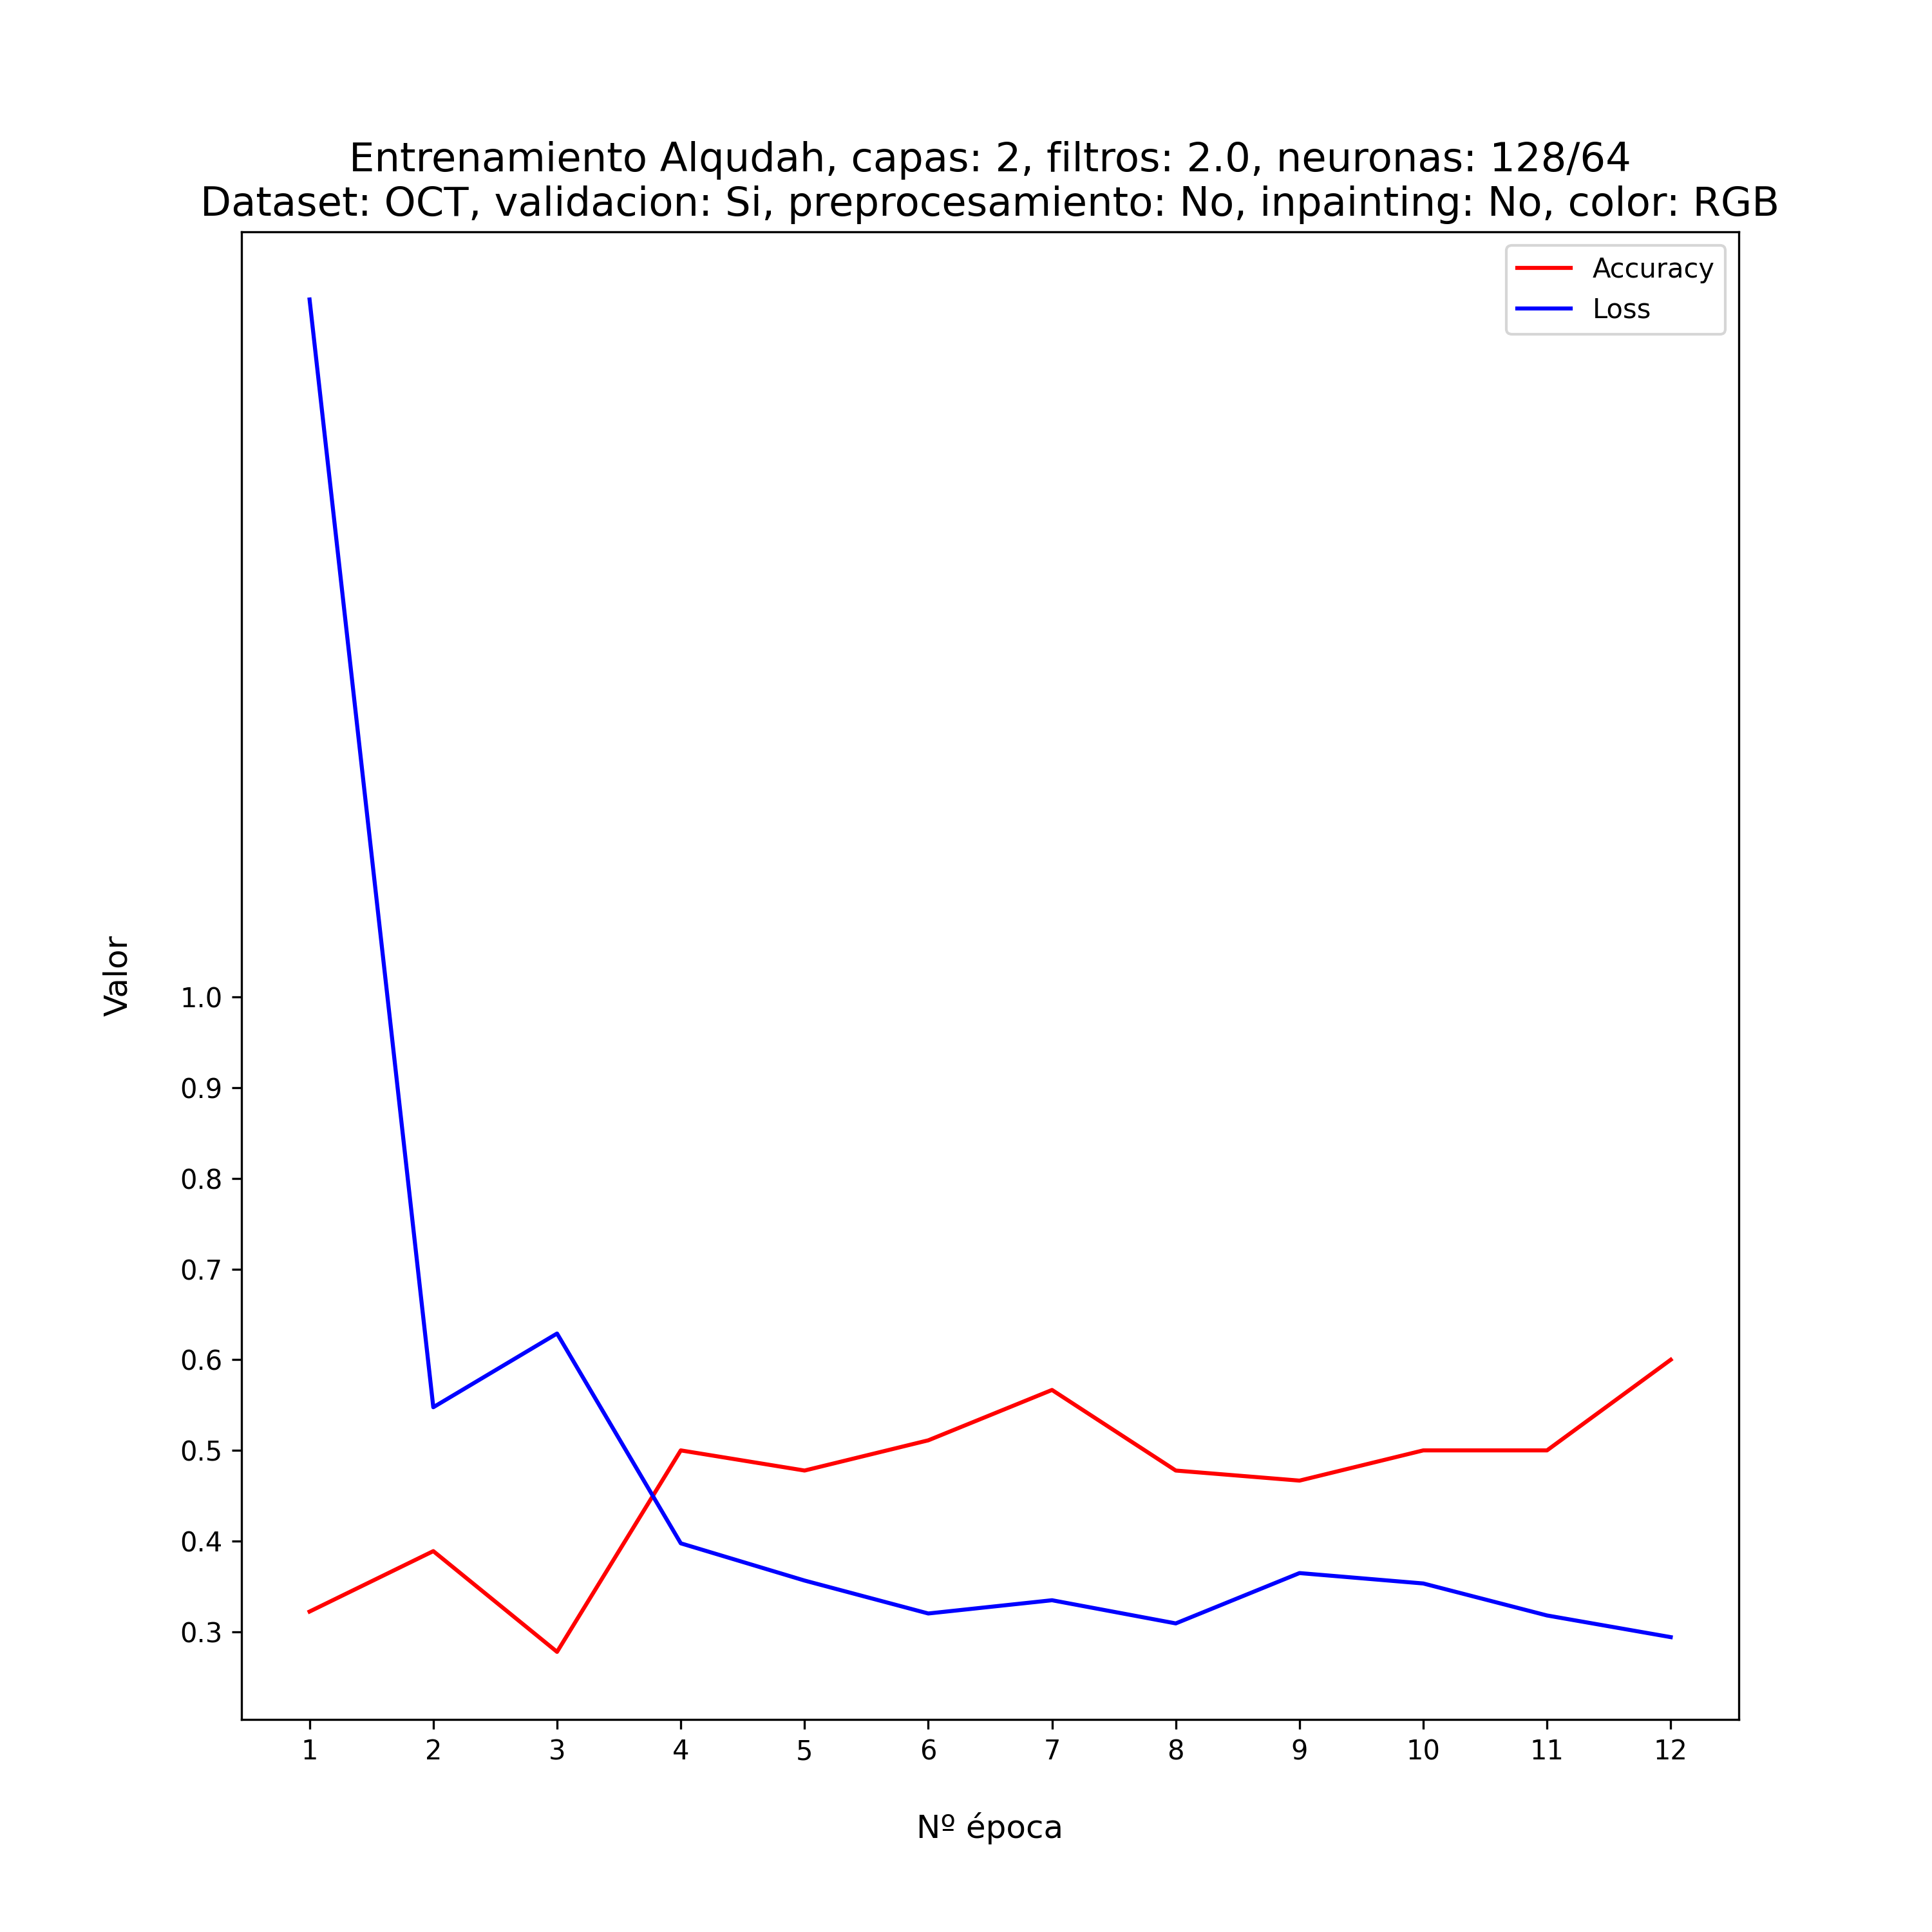 Entrenamiento Alqudah, capas: 2, filtros: 2.0, neuronas: 128/64
Dataset: OCT, validacion: Si, preprocesamiento: No, inpainting: No, color: RGB
Accuracy
Loss
Valor
1.0
0.9
0.8
0.7
0.6
0.5
0.4
0.3
1 2 3 4 5 6 7 8 9 10 11 12
Nº época